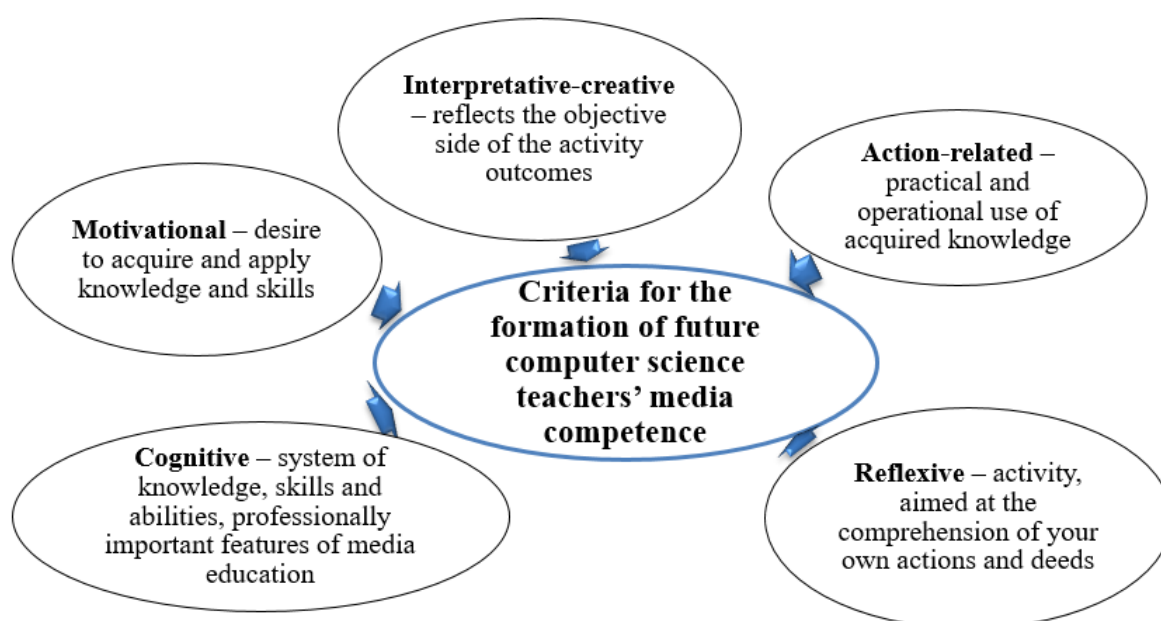 Interpretative-creative
– reflects the objective
side of the activity
outcomes
Action-related –
practical and
operational use of
acquired knowledge
Motivational – desire
to acquire and apply
knowledge and skills
Criteria for the
formation of future
computer science
teachers’ media
competence
Cognitive – system of
knowledge, skills and
abilities, professionally
important features of media
education
Reflexive – activity,
aimed at the
comprehension of your
own actions and deeds